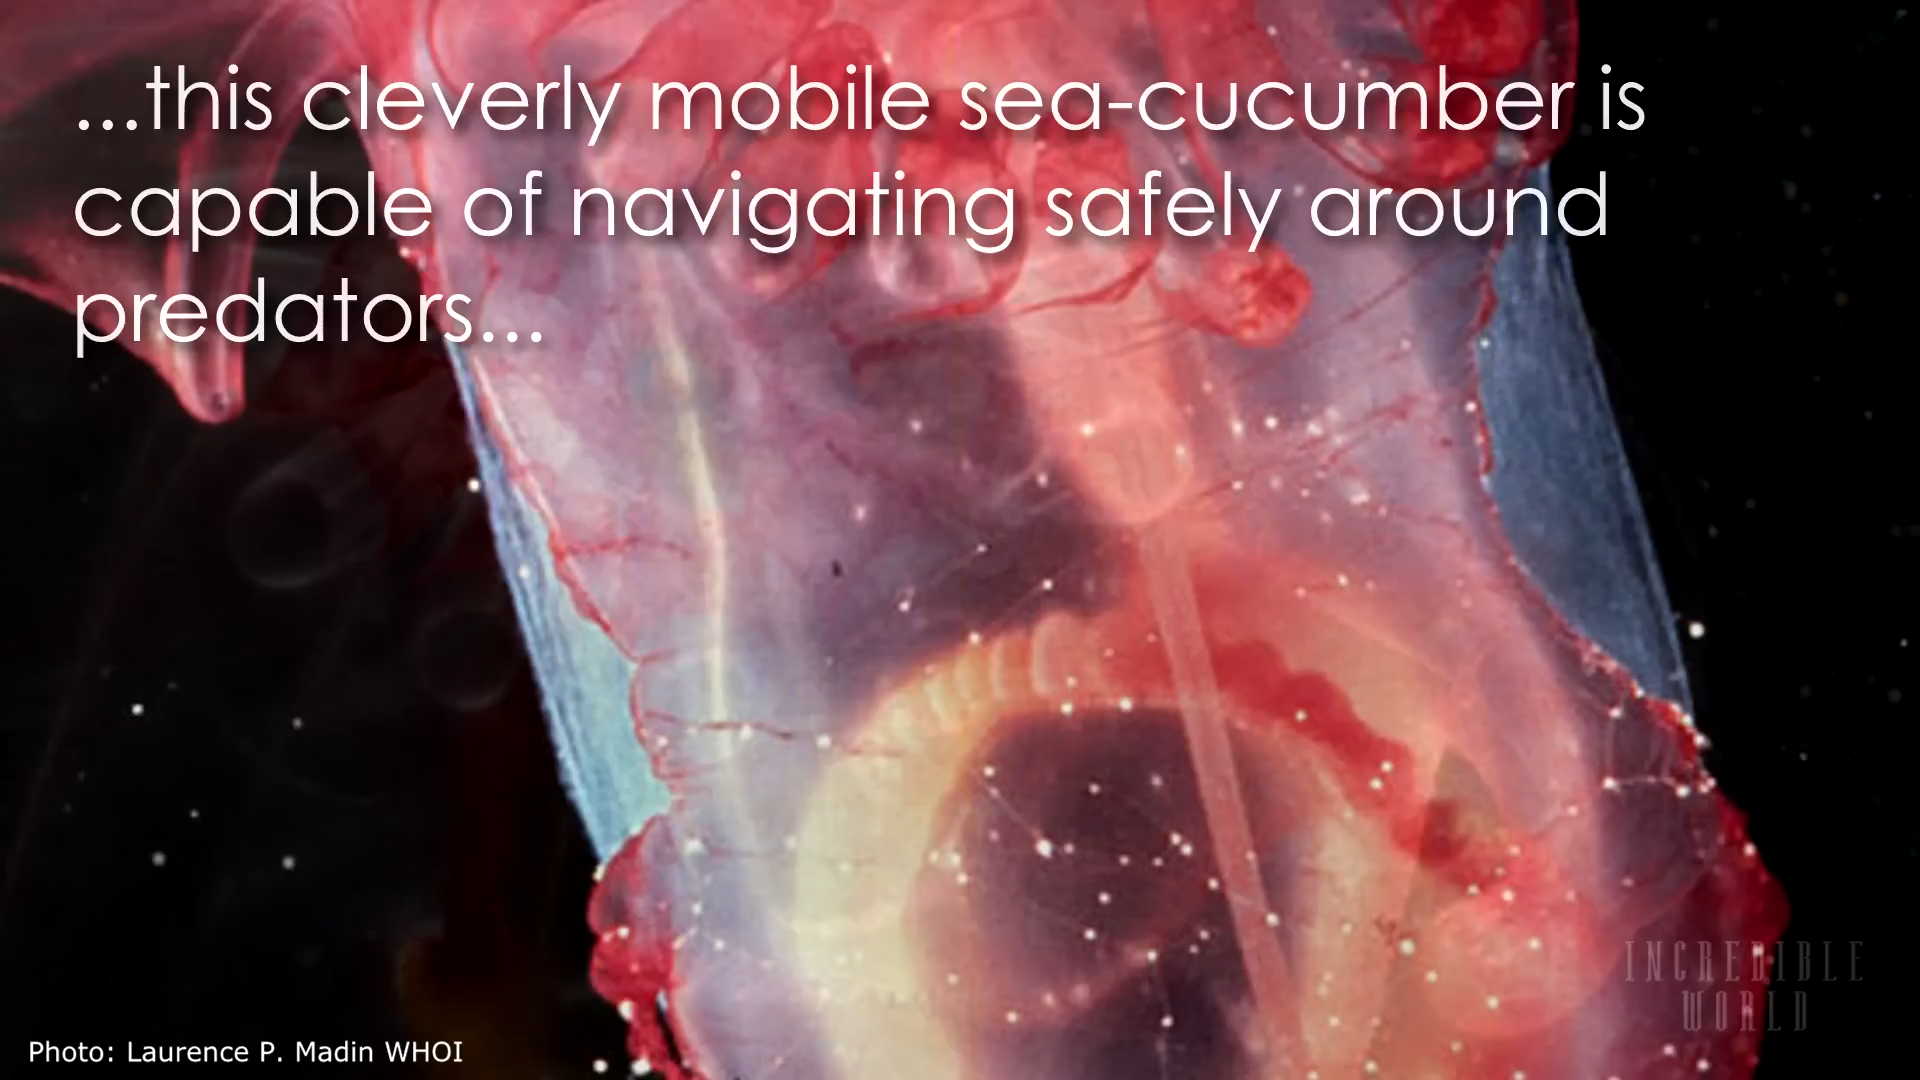 ...this cleverly mobile sea-cucumber is
capable of navigating safely around
predators...
INCREDIBLE
WORLD
Photo: Laurence P. Madin WHOI